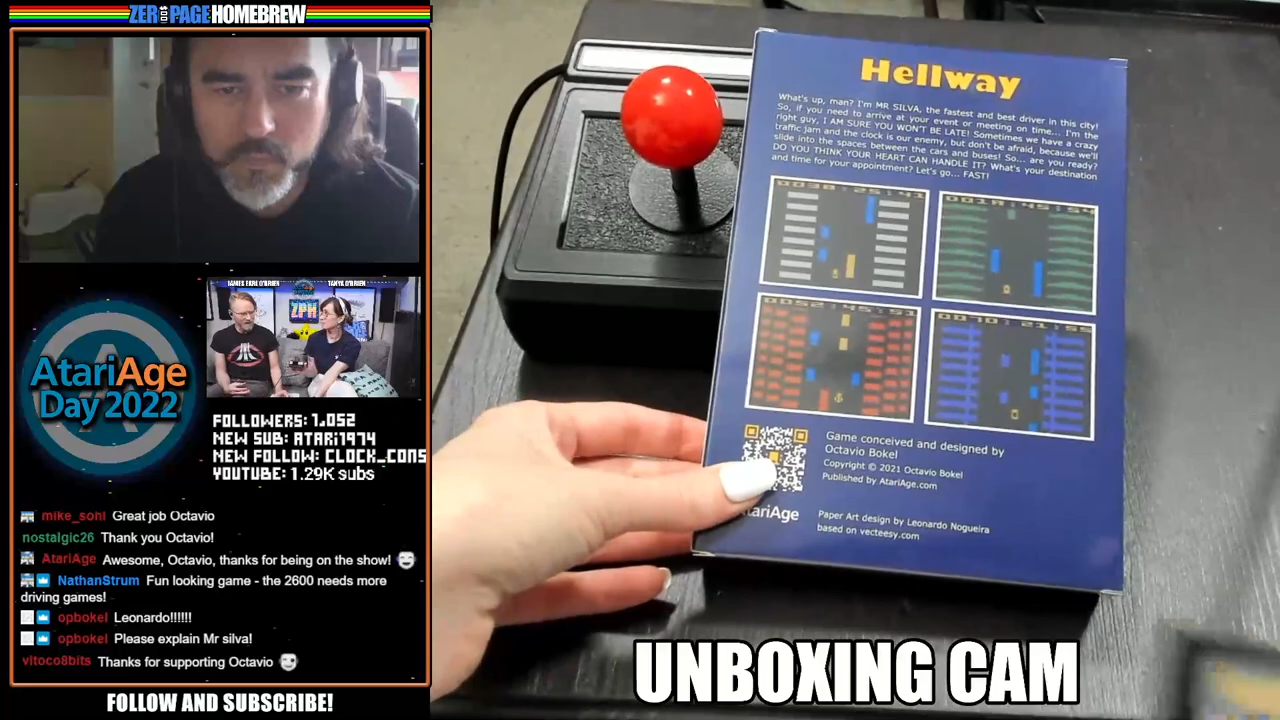 ZEROPAGE HOMEBREW
JAMES EARL O'BRIEN
TANYA O'BRIEN
ZPH
AtariAge
Day 2022
FOLLOWERS: 1,052
NEW SUB: ATARI1974
NEW FOLLOW: CLOCK_CONS
YOUTUBE: 1.29K subs
mike_sohl Great job Octavio
nostalgic26 Thank you Octavio!
AtariAge Awesome, Octavio, thanks for being on the show!
NathanStrum Fun looking game - the 2600 needs more
driving games!
opbokel Leonardo!!!!!!
opbokel Please explain Mr silva!
vitoco8bits Thanks for supporting Octavio
FOLLOW AND SUBSCRIBE!
Hellway
What's up, man? I'm MR SILVA, the fastest and best driver in this city!
So, if you need to arrive at your event or meeting on time... I'm the
right guy, I AM SURE YOU WON'T BE LATE! Sometimes we have a crazy
traffic jam and the clock is our enemy, but don't be afraid, because we'll
slide into the spaces between the cars and buses! So... are you ready?
DO YOU THINK YOUR HEART CAN HANDLE IT? What's your destination
and time for your appointment? Let's go... FAST!
Game conceived and designed by
Octavio Bokel
Copyright © 2021 Octavio Bokel
Published by AtariAge.com
tariAge
Paper Art design by Leonardo Nogueira
based on vecteesy.com
UNBOXING CAM